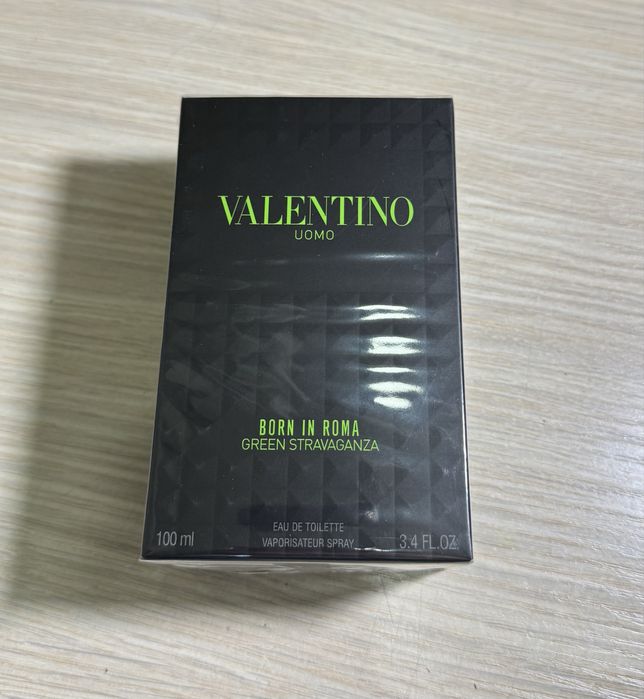 VALENTINO
UOMO
BORN IN ROMA
GREEN STRAVAGANZA
EAU DE TOILETTE
100 ml VAPORISATEUR SPRAY 3.4 FL.OZ.